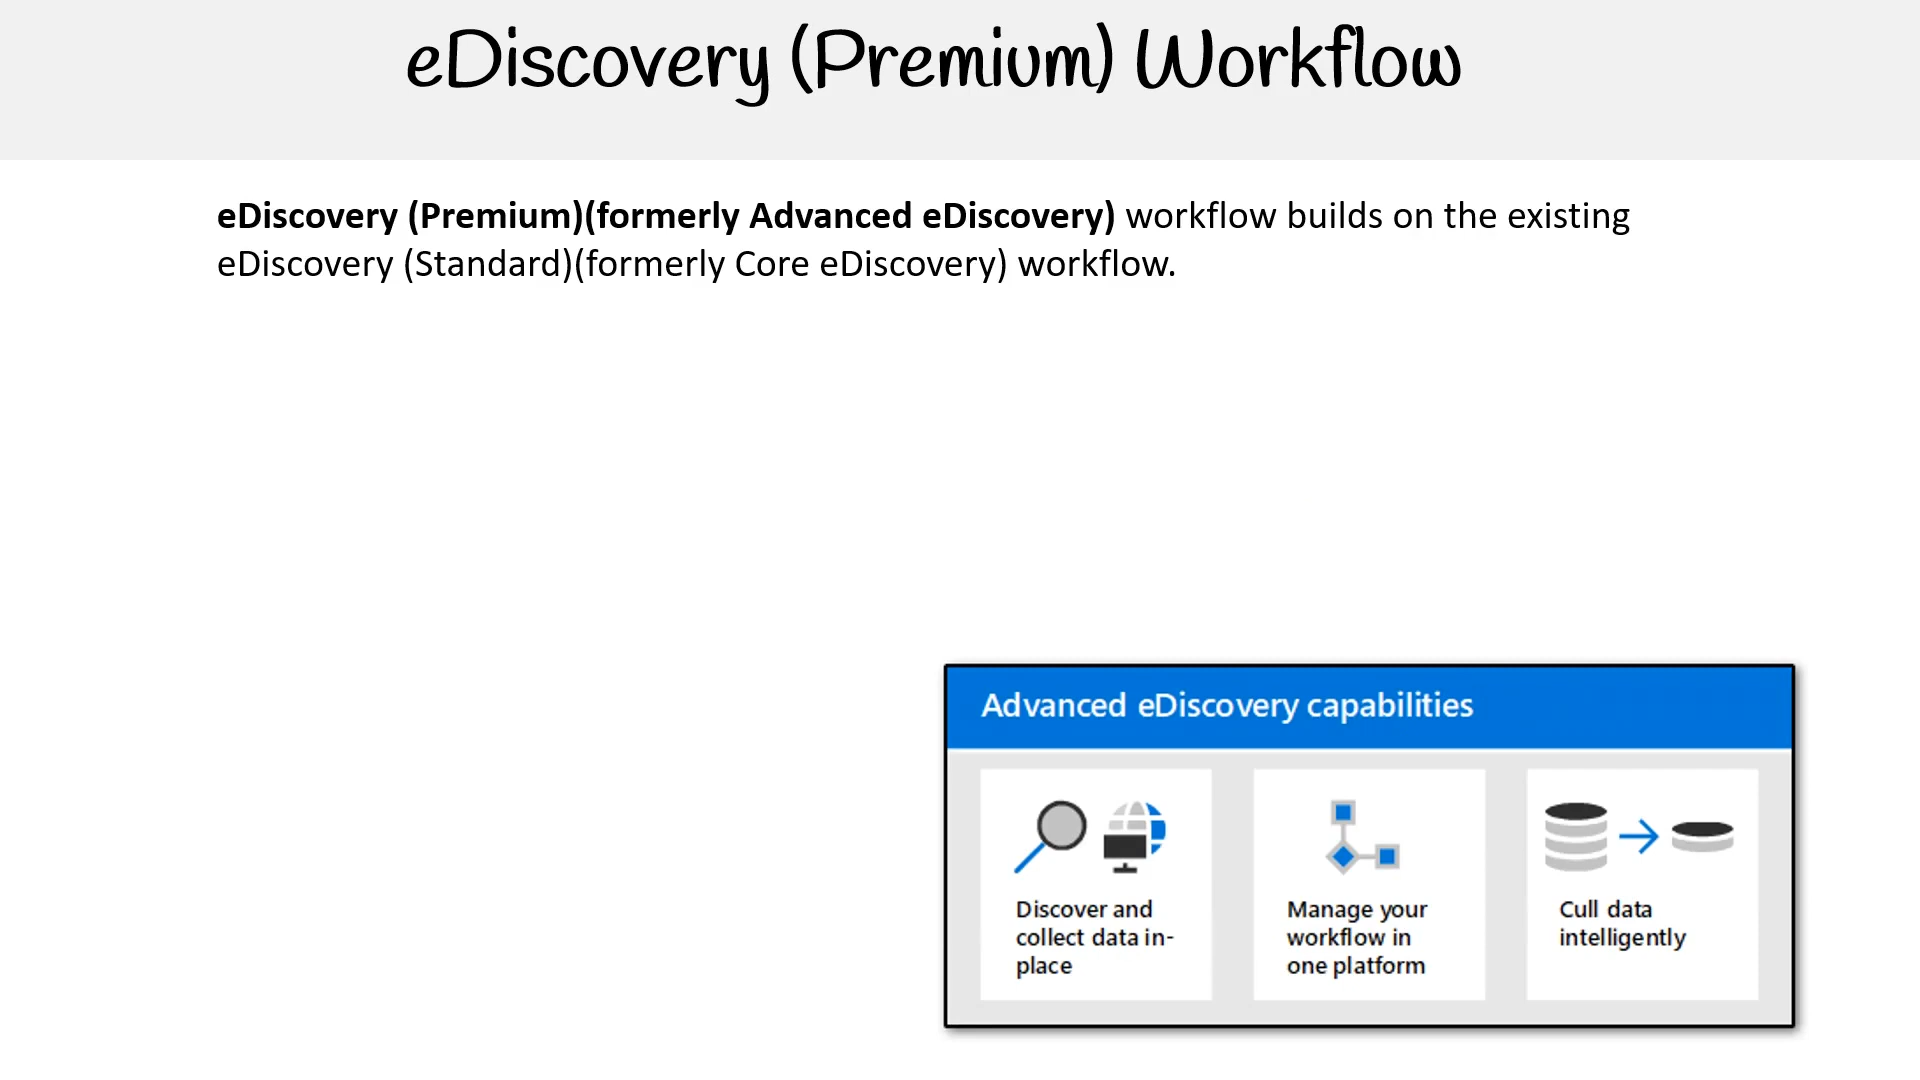 eDiscovery (Premium) Workflow
eDiscovery (Premium)(formerly Advanced eDiscovery) workflow builds on the existing
eDiscovery (Standard)(formerly Core eDiscovery) workflow.
Advanced eDiscovery capabilities
Discover and
collect data in-
place
Manage your
workflow in
one platform
Cull data
intelligently